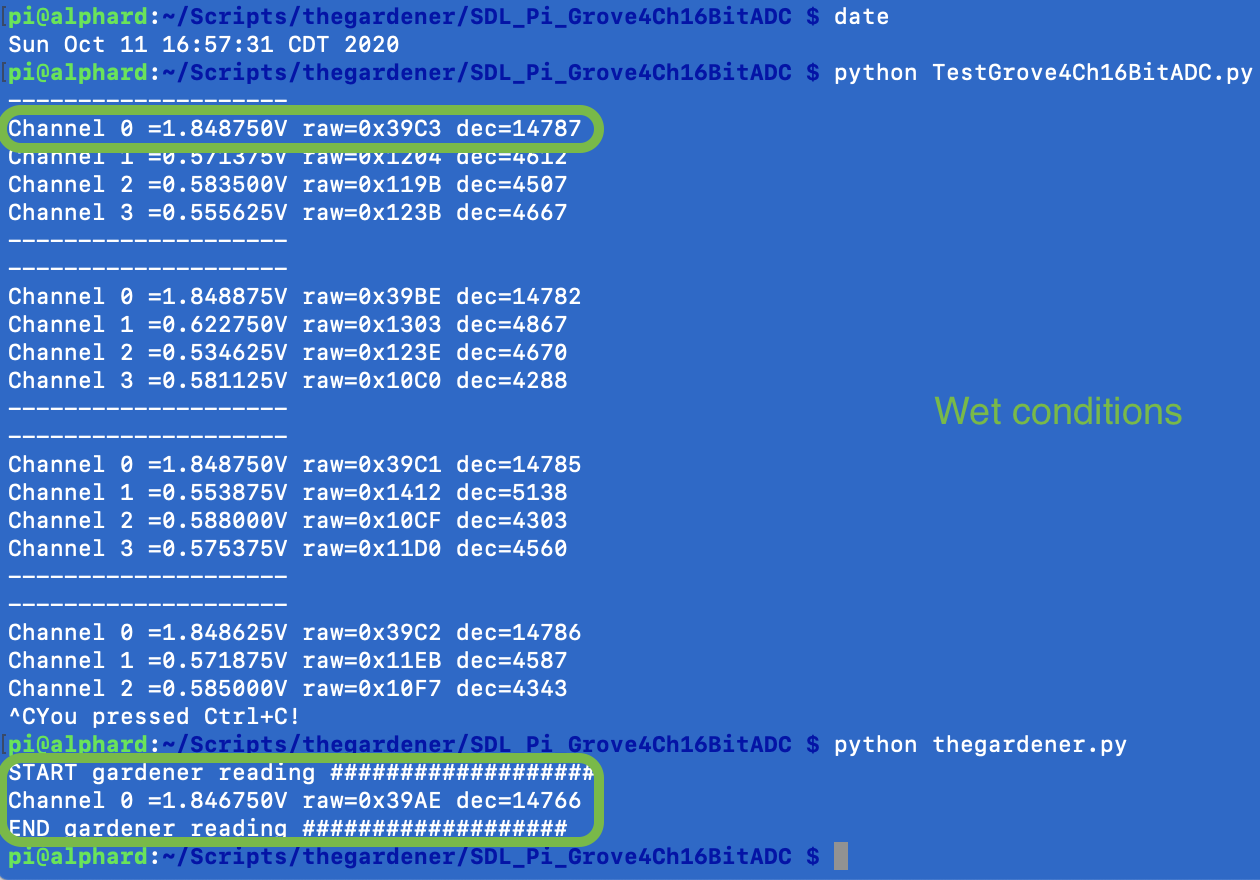 [pi@alphard:~/Scripts/thegardener/SDL_Pi_Grove4Ch16BitADC $ date
Sun Oct 11 16:57:31 CDT 2020
[pi@alphard:~/Scripts/thegardener/SDL_Pi_Grove4Ch16BitADC $ python TestGrove4Ch16BitADC.py
--------------------
Channel 0 =1.848750V raw=0x39C3 dec=14787
Channel 1 =0.571375V raw=0x1204 dec=4612
Channel 2 =0.583500V raw=0x119B dec=4507
Channel 3 =0.555625V raw=0x123B dec=4667
--------------------
--------------------
Channel 0 =1.848875V raw=0x39BE dec=14782
Channel 1 =0.622750V raw=0x1303 dec=4867
Channel 2 =0.534625V raw=0x123E dec=4670
Channel 3 =0.581125V raw=0x10C0 dec=4288
--------------------
Wet conditions
--------------------
Channel 0 =1.848750V raw=0x39C1 dec=14785
Channel 1 =0.553875V raw=0x1412 dec=5138
Channel 2 =0.588000V raw=0x10CF dec=4303
Channel 3 =0.575375V raw=0x11D0 dec=4560
--------------------
--------------------
Channel 0 =1.848625V raw=0x39C2 dec=14786
Channel 1 =0.571875V raw=0x11EB dec=4587
Channel 2 =0.585000V raw=0x10F7 dec=4343
^CYou pressed Ctrl+C!
[pi@alphard:~/Scripts/thegardener/SDL_Pi_Grove4Ch16BitADC $ python thegardener.py
START gardener reading ###################
Channel 0 =1.846750V raw=0x39AE dec=14766
END gardener reading ###################
pi@alphard:~/Scripts/thegardener/SDL_Pi_Grove4Ch16BitADC $